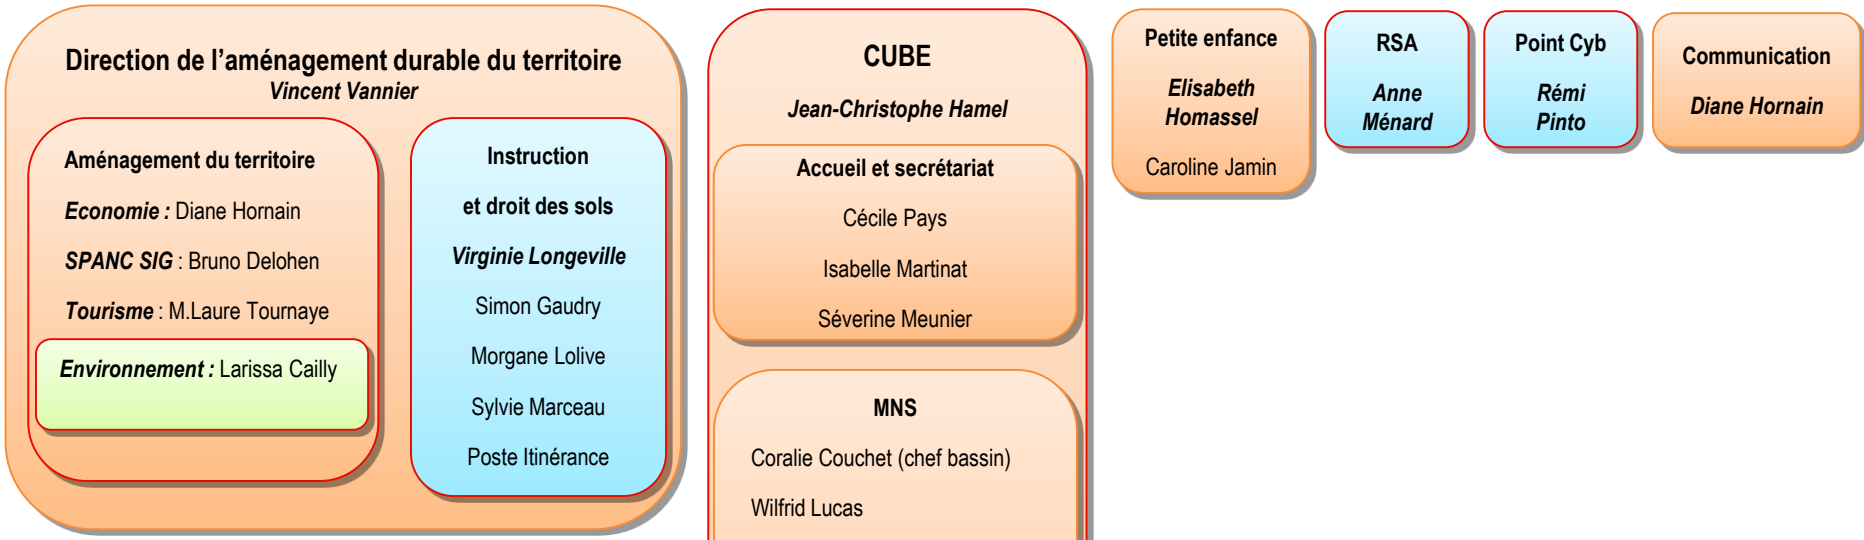 Direction de l’aménagement durable du territoire
Vincent Vannier
Aménagement du territoire
Economie : Diane Hornain
SPANC SIG : Bruno Delohen
Tourisme : M.Laure Tournaye
Environnement : Larissa Cailly
Instruction
et droit des sols
Virginie Longeville
Simon Gaudry
Morgane Lolive
Sylvie Marceau
Poste Itinérance
CUBE
Jean-Christophe Hamel
Accueil et secrétariat
Cécile Pays
Isabelle Martinat
Séverine Meunier
MNS
Coralie Couchet (chef bassin)
Wilfrid Lucas
Petite enfance
Elisabeth
Homassel
Caroline Jamin
RSA
Anne
Ménard
Point Cyb
Rémi
Pinto
Communication
Diane Hornain